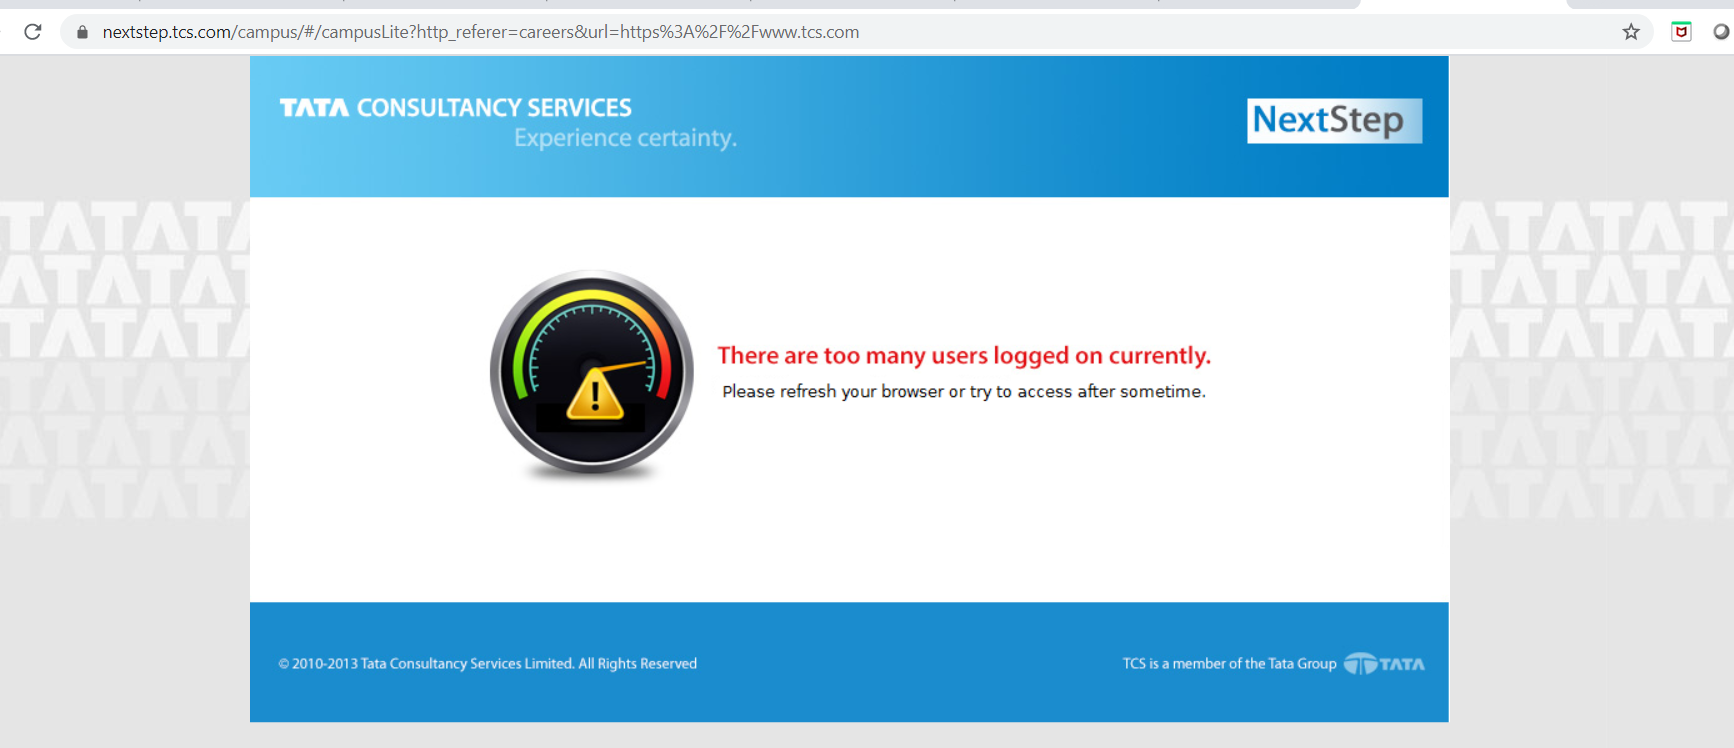 nextstep.tcs.com/campus/#/campusLite?http_referer=careers&url=https%3A%2F%2Fwww.tcs.com
TATA CONSULTANCY SERVICES
Experience certainty.
NextStep
There are too many users logged on currently.
Please refresh your browser or try to access after sometime.
© 2010-2013 Tata Consultancy Services Limited. All Rights Reserved
TCS is a member of the Tata Group TATA